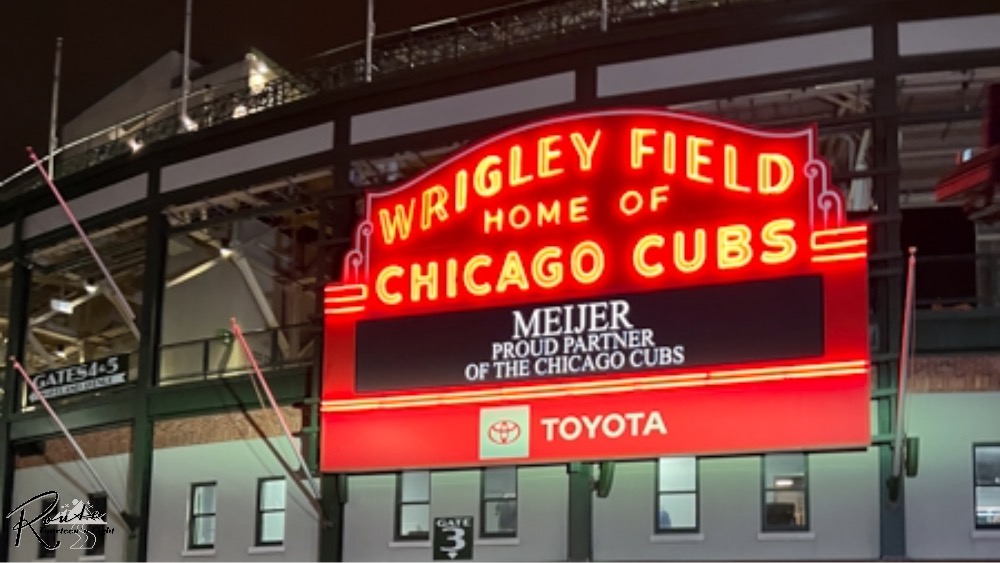 WRIGLEY FIELD
HOME OF
CHICAGO CUBS
MEIJER
PROUD PARTNER
OF THE CHICAGO CUBS
TOYOTA
GATES 4&5
GATE
3
Route